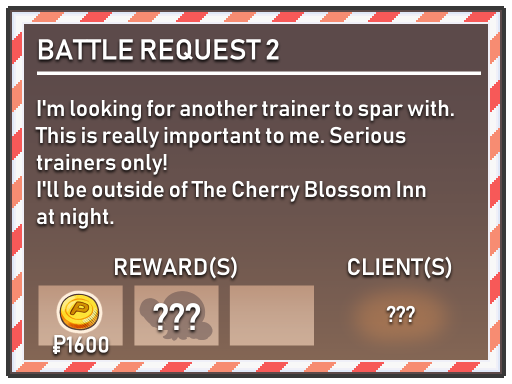 BATTLE REQUEST 2
I'm looking for another trainer to spar with.
This is really important to me. Serious
trainers only!
I'll be outside of The Cherry Blossom Inn
at night.
REWARD(S)
CLIENT(S)
P
???
???
₽1600